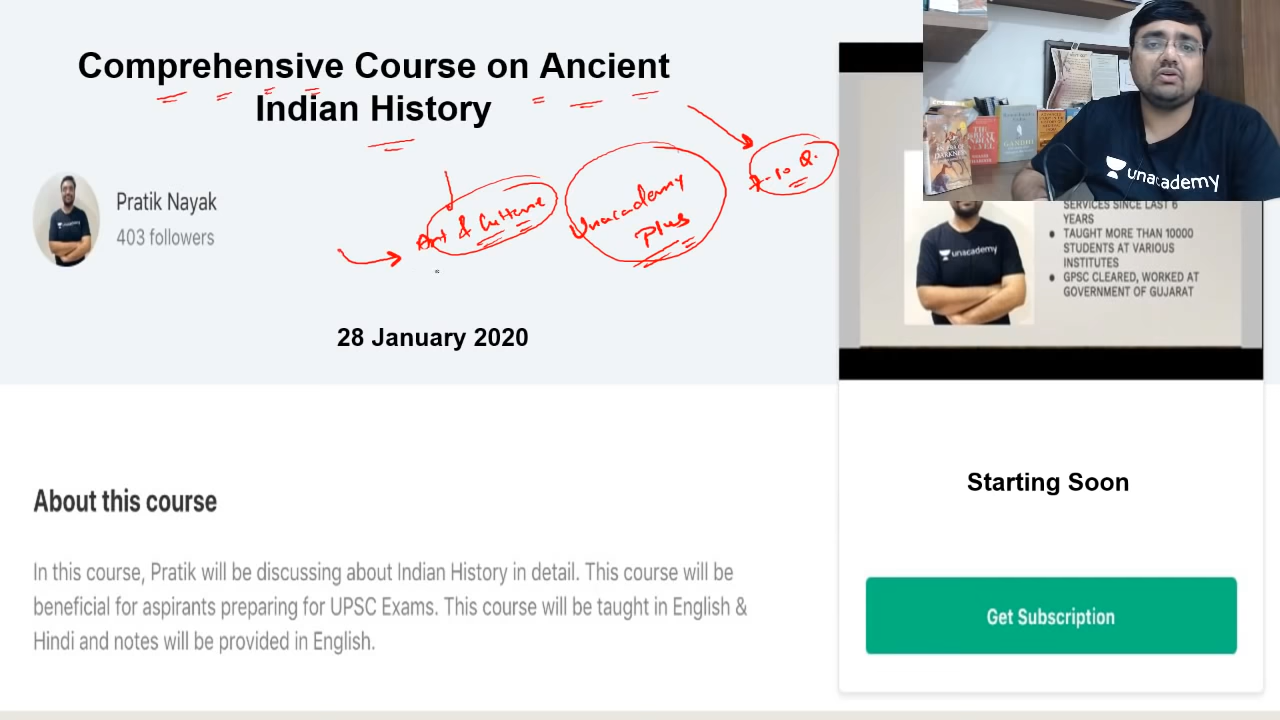 Comprehensive Course on Ancient
Indian History
Pratik Nayak
403 followers
Art & Culture
Unacademy
plus
10 Q.
28 January 2020
unacademy
SERVICES SINCE LAST 6
YEARS
TAUGHT MORE THAN 10000
STUDENTS AT VARIOUS
INSTITUTES
GPSC CLEARED, WORKED AT
GOVERNMENT OF GUJARAT
unacademy
Starting Soon
Get Subscription
About this course
In this course, Pratik will be discussing about Indian History in detail. This course will be
beneficial for aspirants preparing for UPSC Exams. This course will be taught in English &
Hindi and notes will be provided in English.